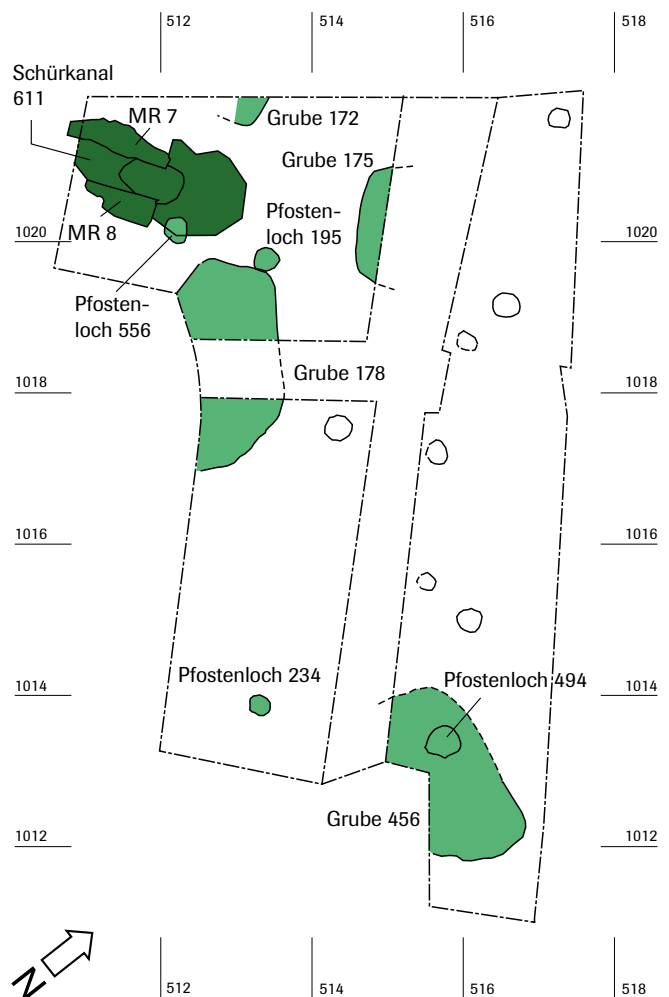 512
514
516
518
Schürkanal
611
MR 7
Grube 172
Grube 175
Pfosten-
loch 195
1020
MR 8
1020
Pfosten-
loch 556
Grube 178
1018
1018
1016
1016
Pfostenloch 234
Pfostenloch 494
1014
1014
Grube 456
1012
1012
N
512
514
516
518